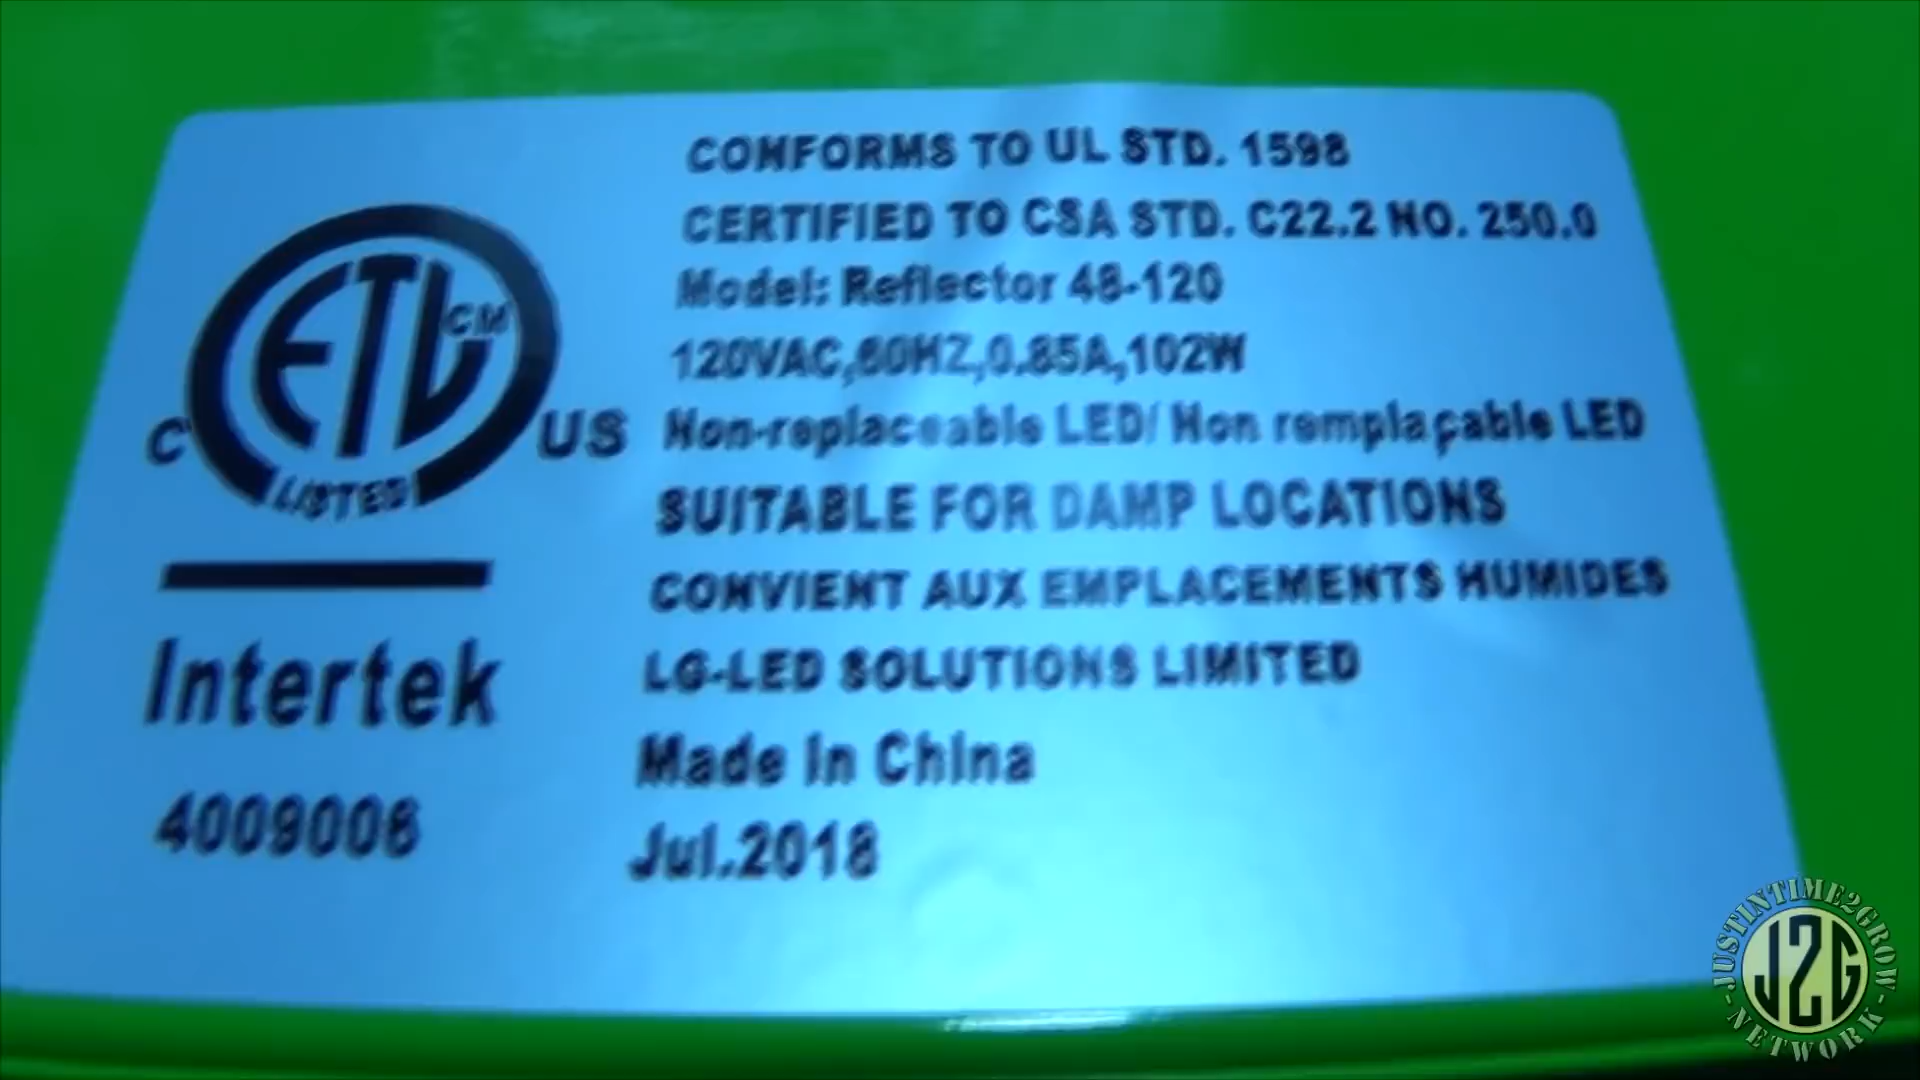 CONFORMS TO UL STD. 1598
CERTIFIED TO CSA STD. C22.2 NO. 250.0
Model: Reflector 48-120
120VAC,60HZ,0.85A,102W
Non-replaceable LED/ Non remplaçable LED
SUITABLE FOR DAMP LOCATIONS
CONVIENT AUX EMPLACEMENTS HUMIDES
LG-LED SOLUTIONS LIMITED
Made in China
Jul.2018
ETL CM
C US
LISTED
Intertek
4009006
JUSTINTIME2GROW
J2G
-NETWORK-